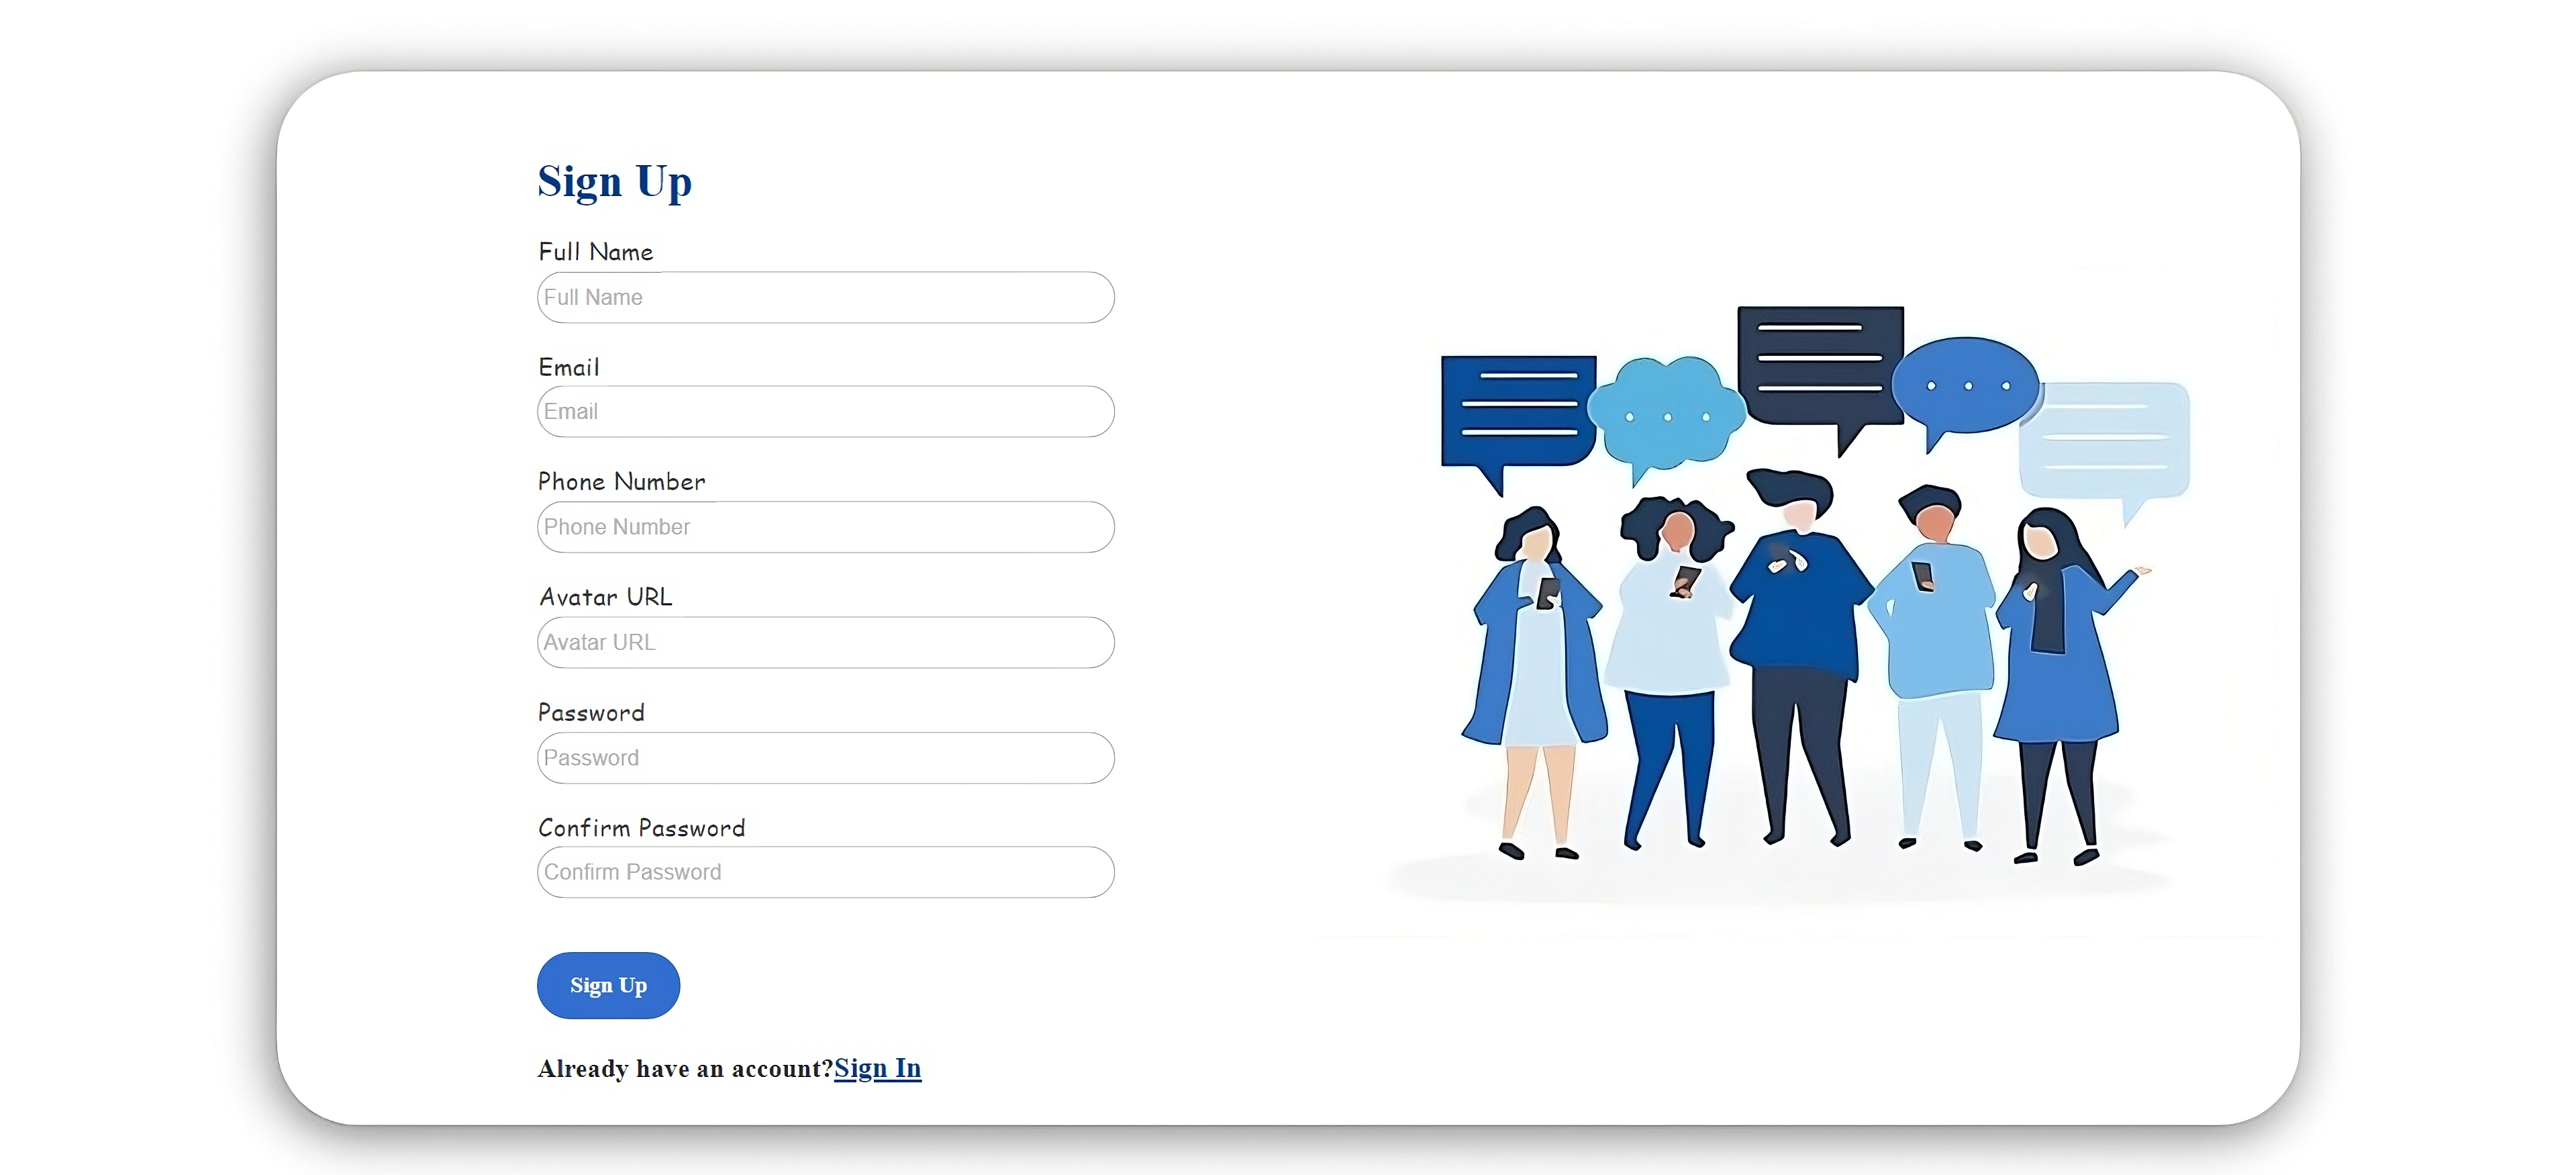 Sign Up
Full Name
Full Name
Email
Email
Phone Number
Phone Number
Avatar URL
Avatar URL
Password
Password
Confirm Password
Confirm Password
Sign Up
Already have an account?Sign In